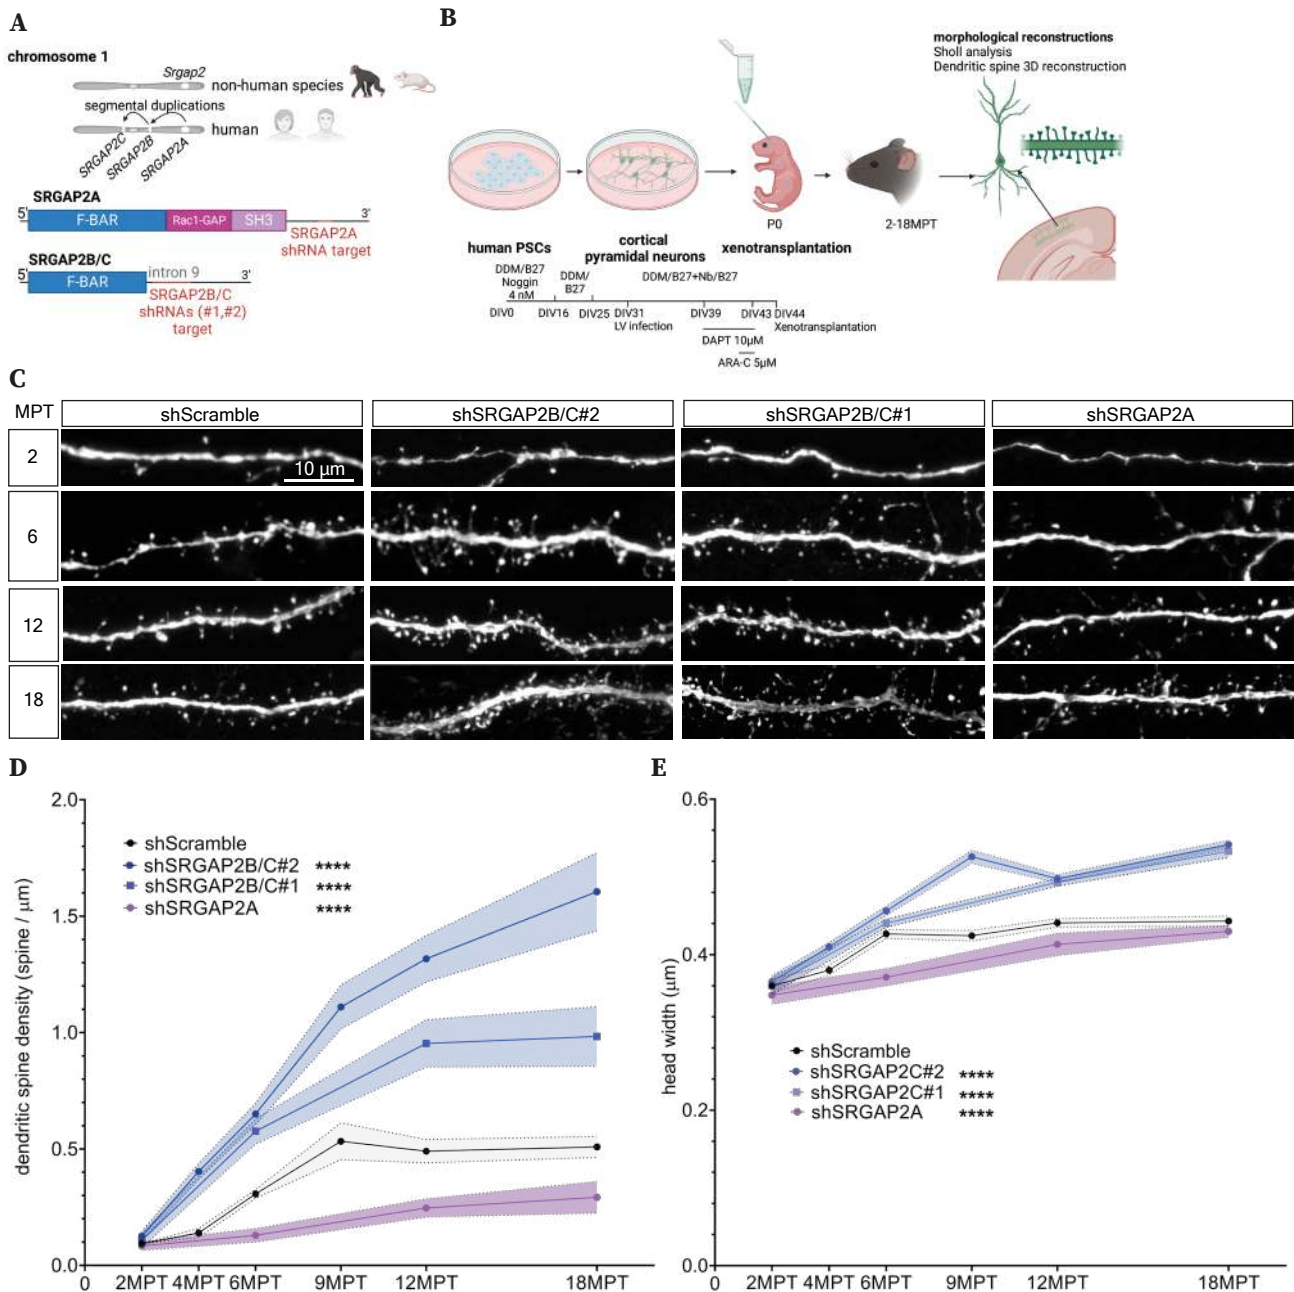 A
chromosome 1
Srgap2
non-human species
segmental duplications
human
SRGAP2C
SRGAP2B
SRGAP2A
SRGAP2A
5'
F-BAR
Rac1-GAP
SH3
3'
SRGAP2A
shRNA target
SRGAP2B/C
5'
F-BAR
intron 9
3'
SRGAP2B/C
shRNAs (#1,#2)
target
B
morphological reconstructions
Sholl analysis
Dendritic spine 3D reconstruction
P0
2-18MPT
human PSCs
cortical
pyramidal neurons
xenotransplantation
DDM/B27
Noggin
4 nM
DDM/
B27
DDM/B27+Nb/B27
DIV0
DIV16
DIV25
DIV31
DIV39
DIV43
DIV44
LV infection
Xenotransplantation
DAPT 10µM
ARA-C 5µM
C
MPT
shScramble
shSRGAP2B/C#2
shSRGAP2B/C#1
shSRGAP2A
2
10 µm
6
12
18
D
dendritic spine density (spine / µm)
2.0
1.5
1.0
0.5
0.0
shScramble
shSRGAP2B/C#2 ****
shSRGAP2B/C#1 ****
shSRGAP2A ****
0 2MPT 4MPT 6MPT 9MPT 12MPT 18MPT
E
head width (µm)
0.6
0.4
0.2
0.0
shScramble
shSRGAP2C#2 ****
shSRGAP2C#1 ****
shSRGAP2A ****
0 2MPT 4MPT 6MPT 9MPT 12MPT 18MPT